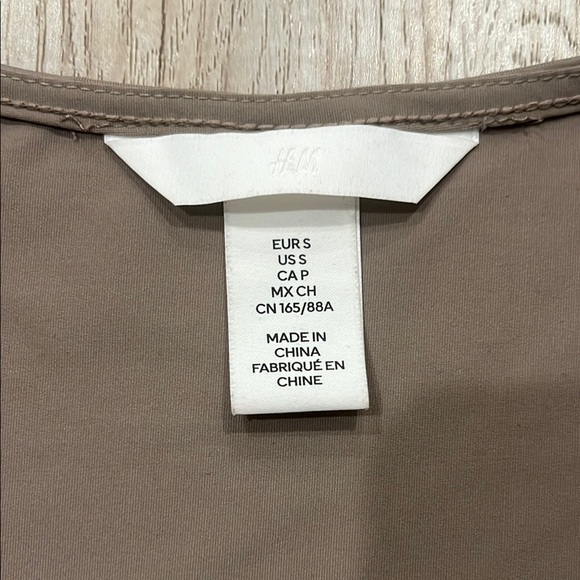 H&M
EUR S
US S
CA P
MX CH
CN 165/88A
MADE IN
CHINA
FABRIQUÉ EN
CHINE